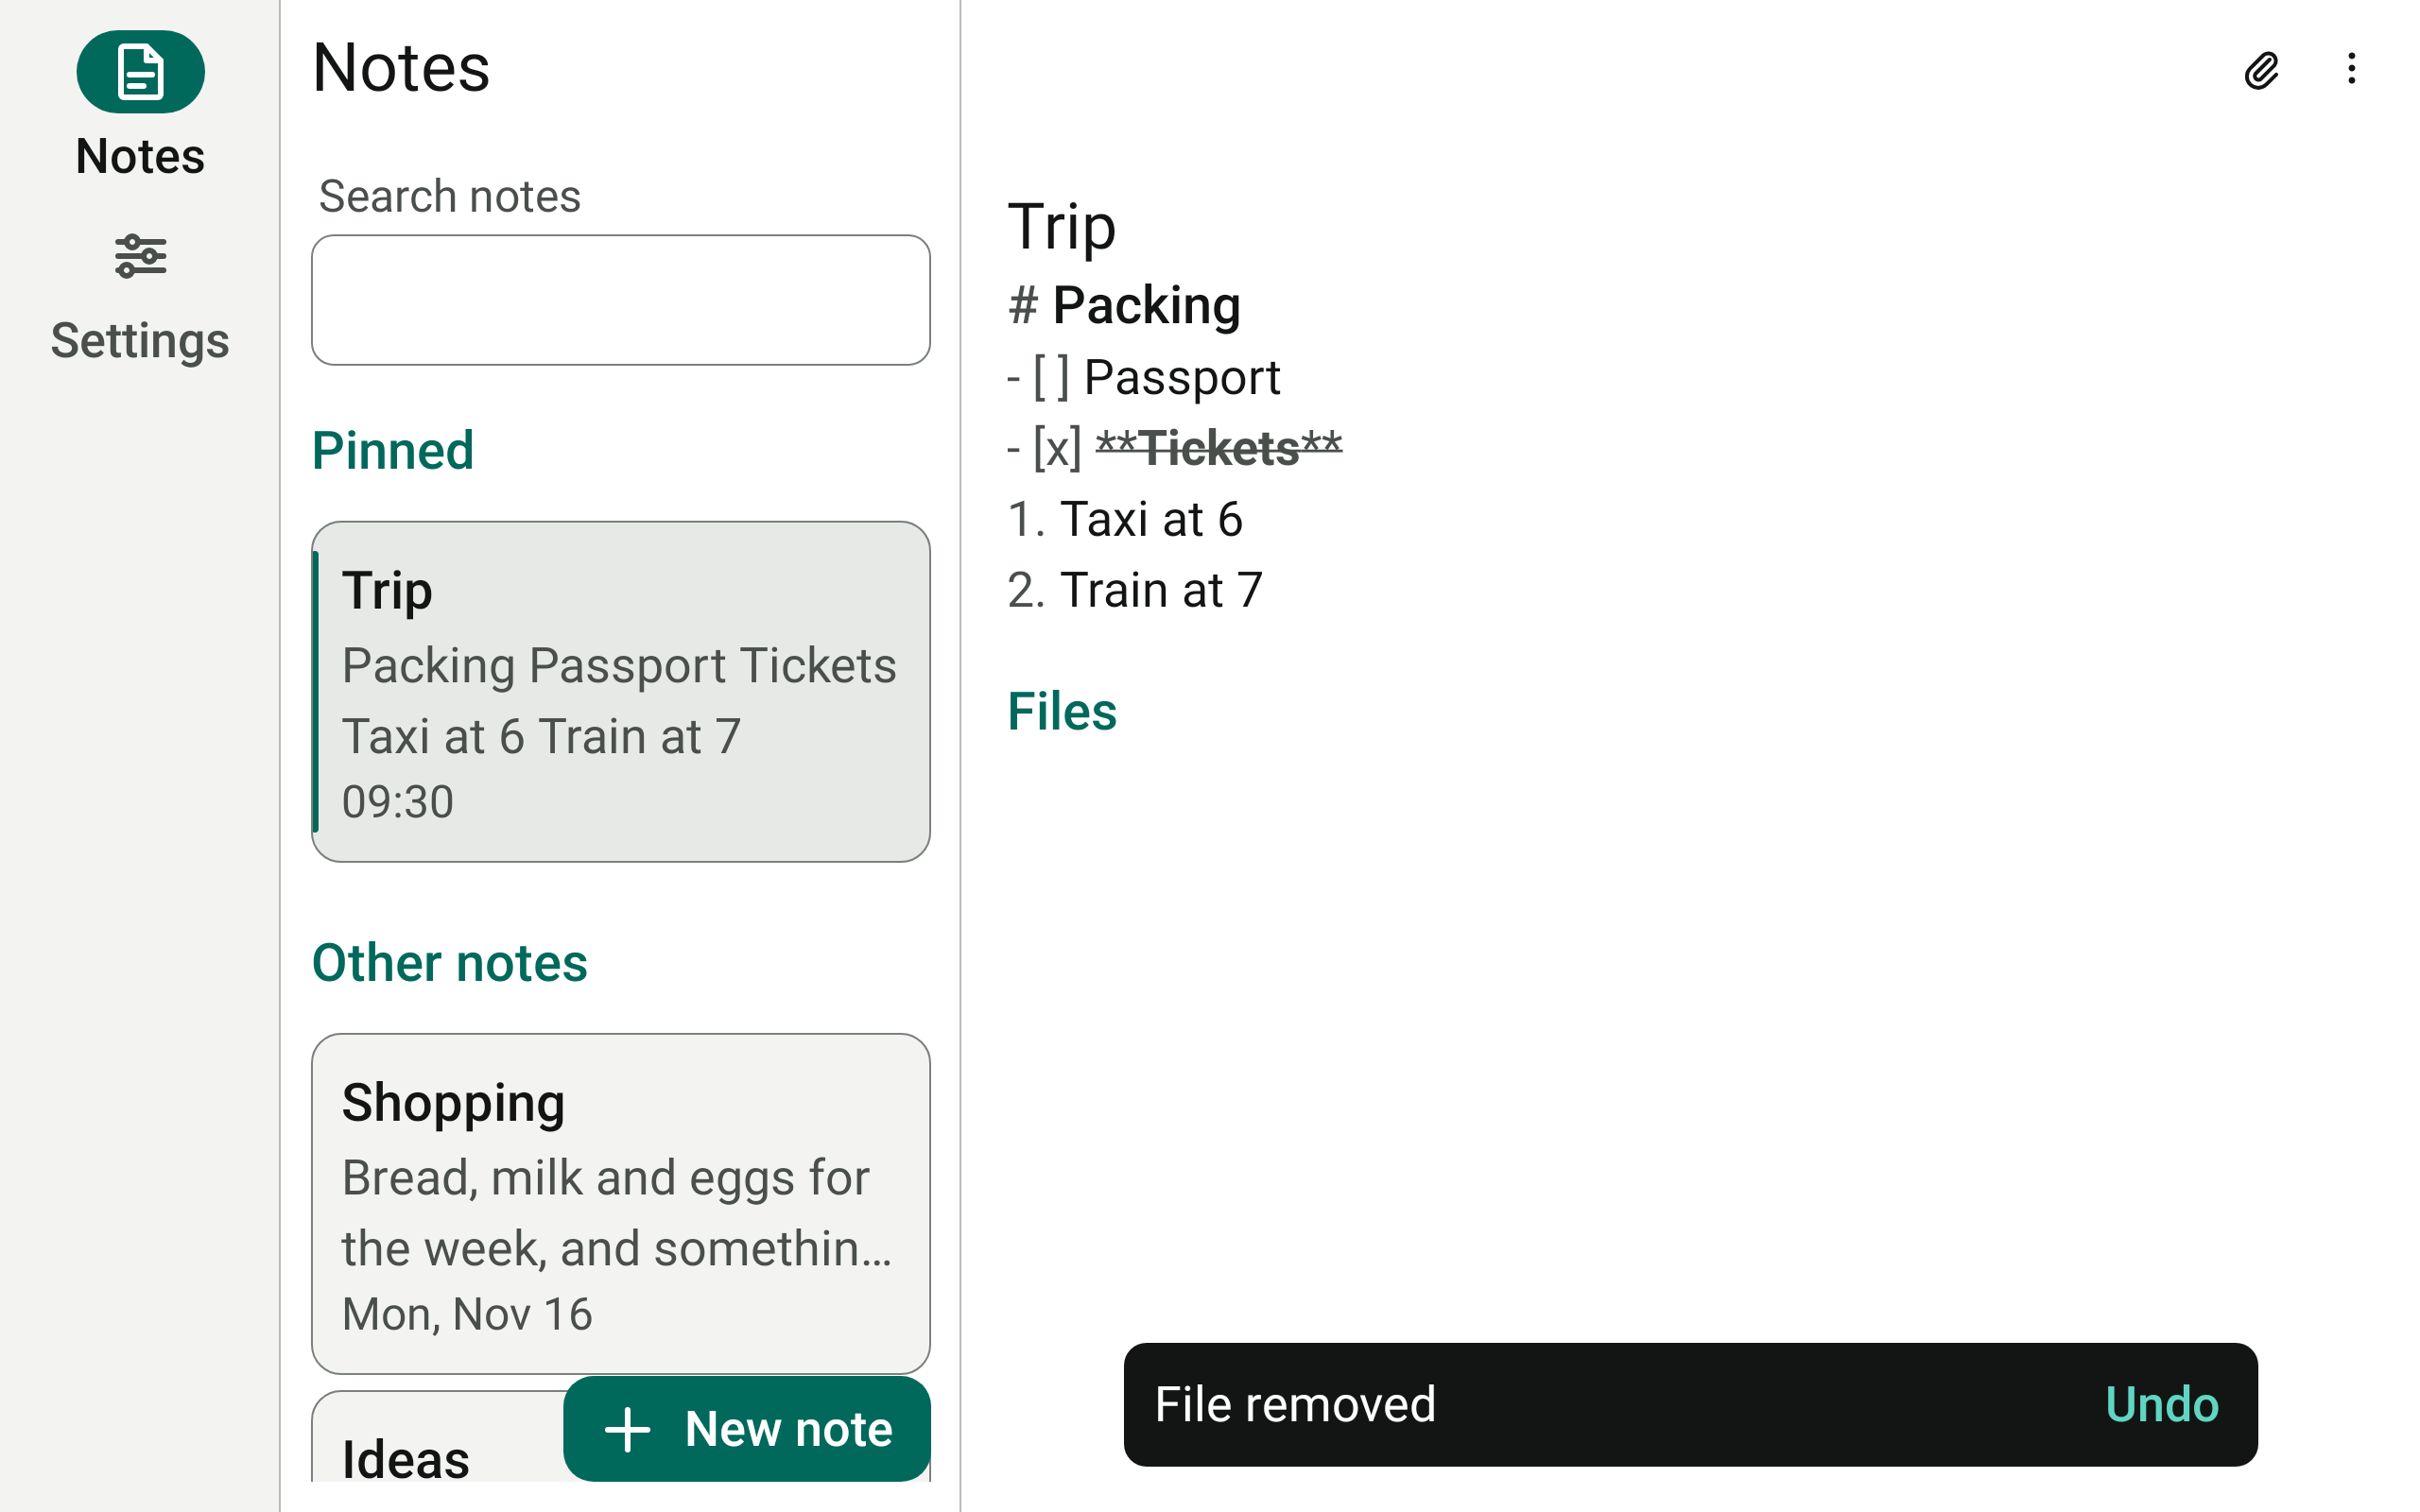 Notes
Settings
Notes
Search notes
Pinned
Trip
Packing Passport Tickets
Taxi at 6 Train at 7
09:30
Other notes
Shopping
Bread, milk and eggs for
the week, and somethin…
Mon, Nov 16
Ideas
New note
Trip
# Packing
- [ ] Passport
- [x] **Tickets**
1. Taxi at 6
2. Train at 7
Files
File removed
Undo